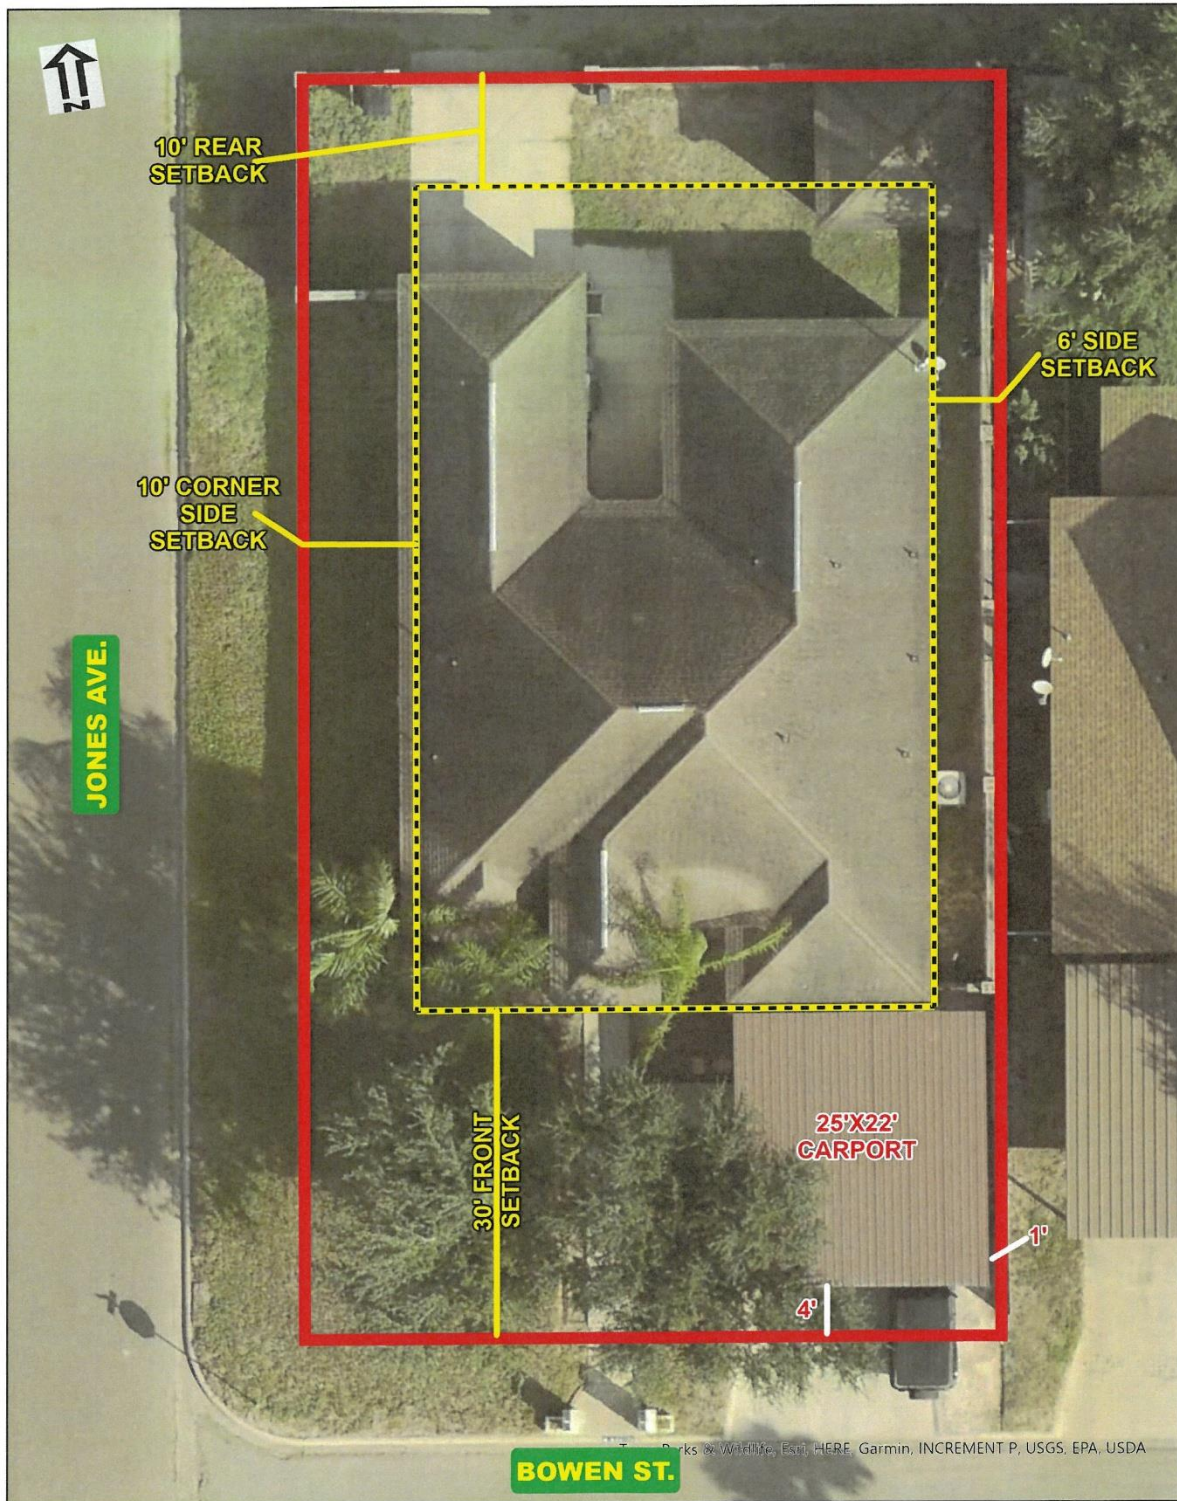 N
10' REAR
SETBACK
6' SIDE
SETBACK
10' CORNER
SIDE
SETBACK
JONES AVE.
30' FRONT
SETBACK
25'X22'
CARPORT
1'
4'
Parks & Wildlife, Esri, HERE, Garmin, INCREMENT P, USGS, EPA, USDA
BOWEN ST.